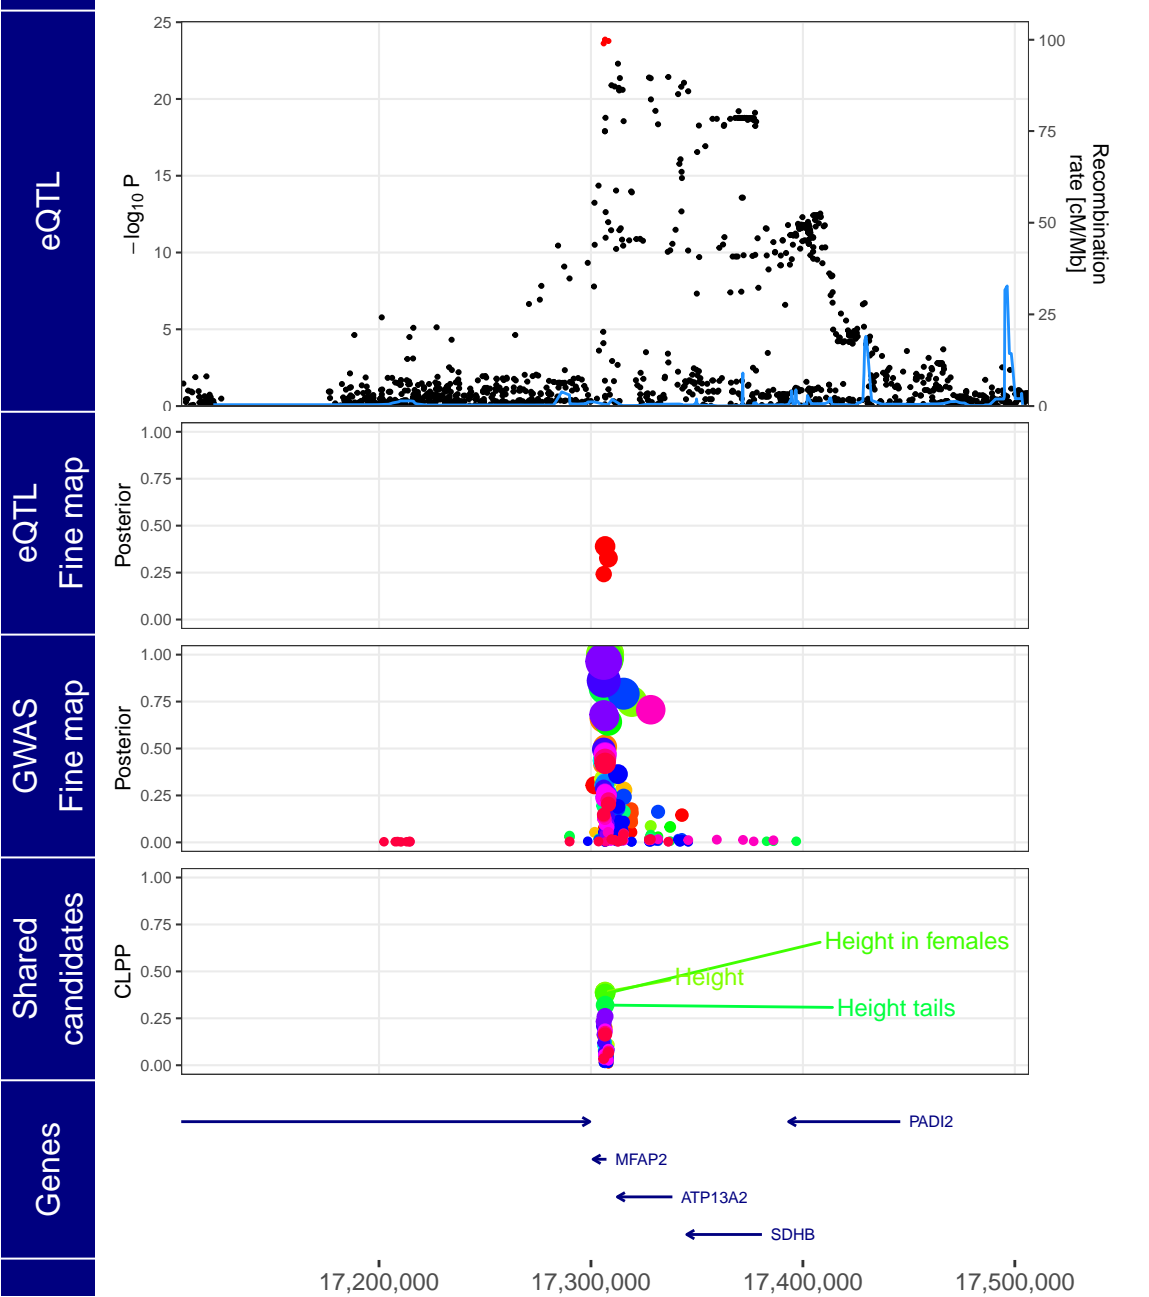 eQTL
−log10 P
25
20
15
10
5
0
100
75
50
25
0
Recombination
rate [cM/Mb]
eQTL
Fine map
Posterior
1.00
0.75
0.50
0.25
0.00
GWAS
Fine map
Posterior
1.00
0.75
0.50
0.25
0.00
Shared
candidates
CLPP
1.00
0.75
0.50
0.25
0.00
Height in females
Height
Height tails
Genes
PADI2
MFAP2
ATP13A2
SDHB
17,200,000
17,300,000
17,400,000
17,500,000